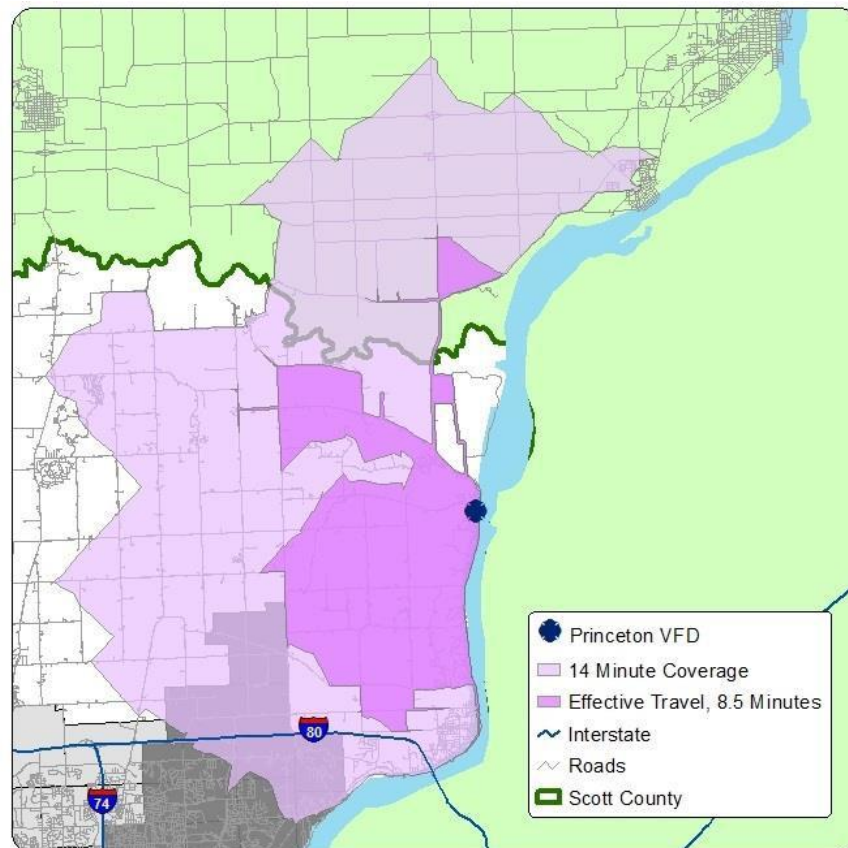 80
74
Princeton VFD
14 Minute Coverage
Effective Travel, 8.5 Minutes
Interstate
Roads
Scott County